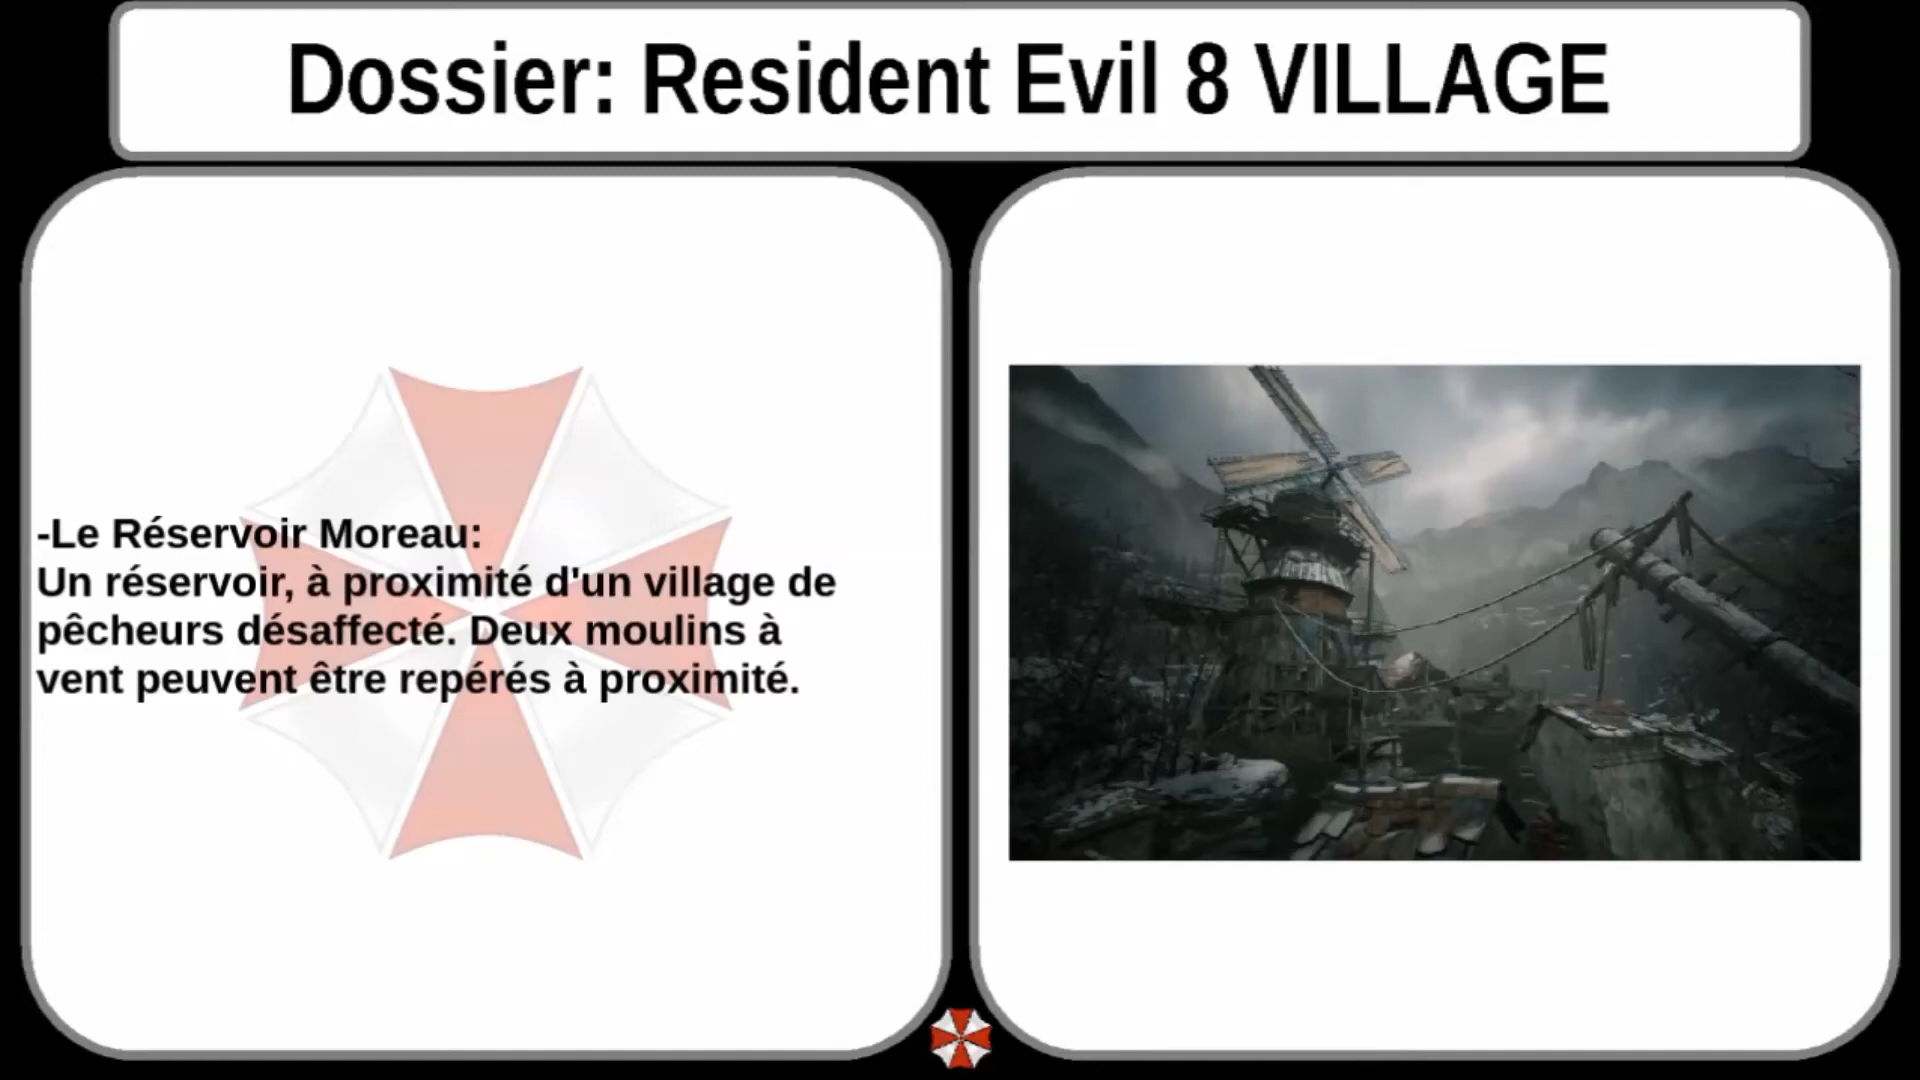 Dossier: Resident Evil 8 VILLAGE
-Le Réservoir Moreau:
Un réservoir, à proximité d'un village de
pêcheurs désaffecté. Deux moulins à
vent peuvent être repérés à proximité.